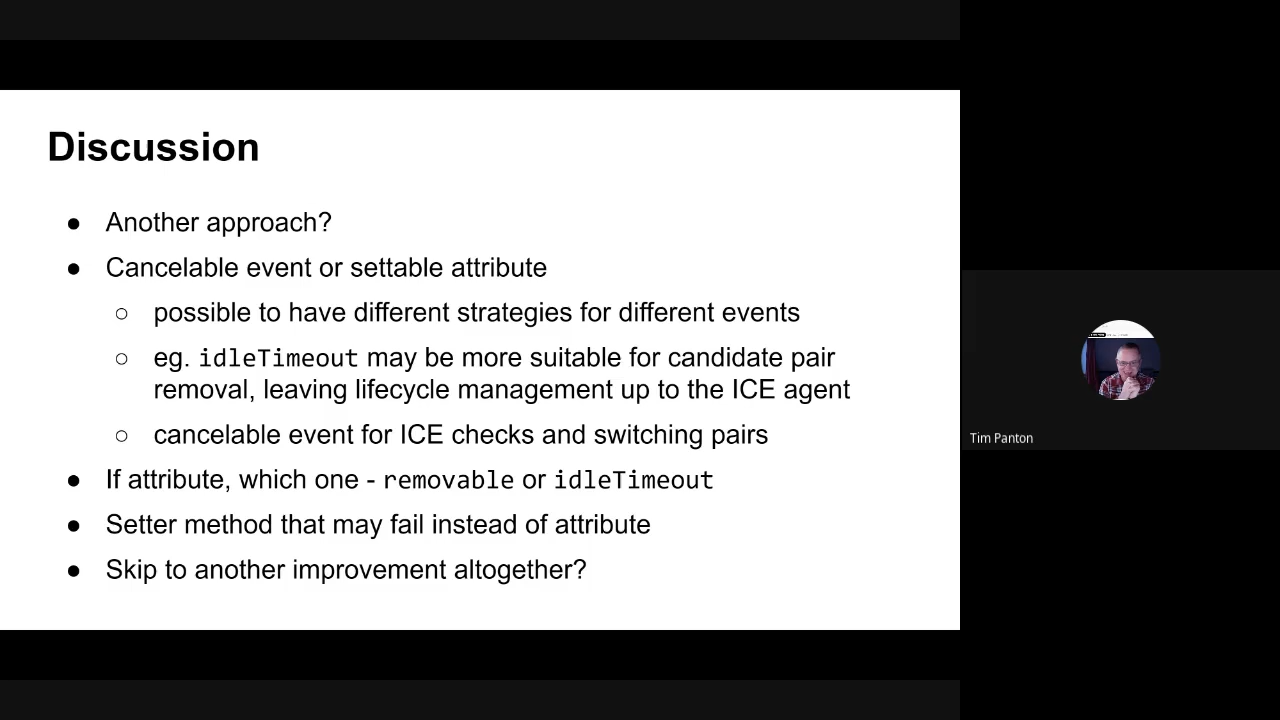 Discussion
● Another approach?
● Cancelable event or settable attribute
○ possible to have different strategies for different events
○ eg. idleTimeout may be more suitable for candidate pair
removal, leaving lifecycle management up to the ICE agent
○ cancelable event for ICE checks and switching pairs
● If attribute, which one - removable or idleTimeout
● Setter method that may fail instead of attribute
● Skip to another improvement altogether?
Tim Panton